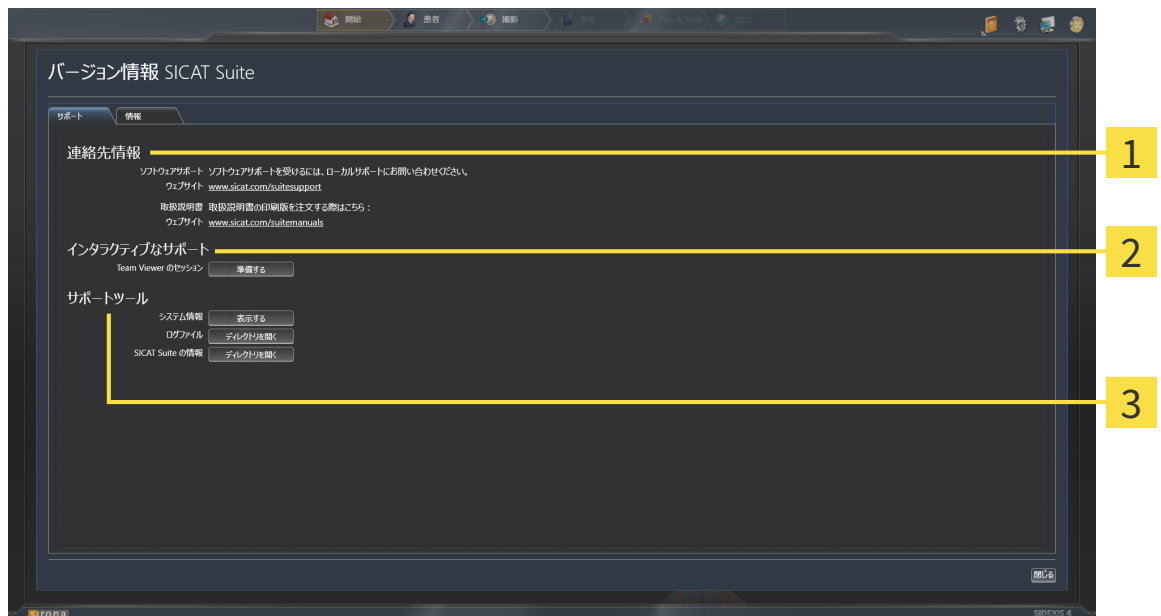 開始 患者 撮影 検査 Plan & Treat 出力
バージョン情報 SICAT Suite
サポート 情報
連絡先情報
1
ソフトウェアサポート ソフトウェアサポートを受けるには、ローカルサポートにお問い合わせください。
ウェブサイト www.sicat.com/suitesupport
取扱説明書 取扱説明書の印刷版を注文する際はこちら：
ウェブサイト www.sicat.com/suitemanuals
インタラクティブなサポート
2
Team Viewer のセッション 準備する
サポートツール
システム情報 表示する
ログファイル ディレクトリを開く
SICAT Suite の情報 ディレクトリを開く
3
閉じる
sirona SIDEXIS 4